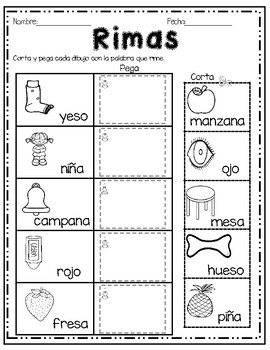 Nombre: Fecha
Rimas
Corta y pega cada dibujo con la palabra que rime.
Pega
Corta
yeso
niña
campana
rojo
fresa
manzana
ojo
mesa
hueso
piña